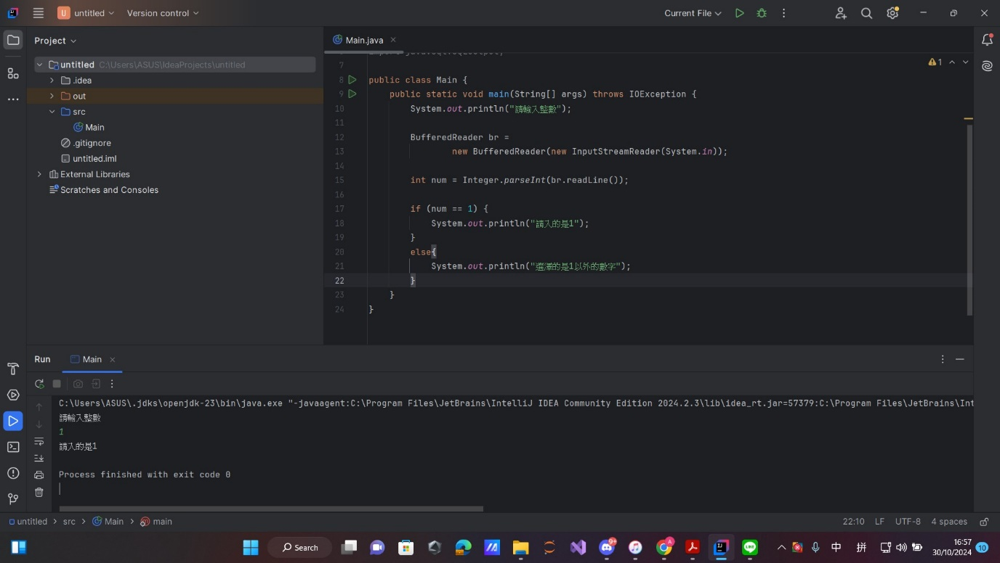 untitled
Version control
Current File
Project
Main.java
untitled C:\Users\ASUS\IdeaProjects\untitled
.idea
out
src
Main
.gitignore
untitled.iml
External Libraries
Scratches and Consoles
1
7
8 public class Main {
9 public static void main(String[] args) throws IOException {
10 System.out.println("請輸入整數");
11
12 BufferedReader br =
13 new BufferedReader(new InputStreamReader(System.in));
14
15 int num = Integer.parseInt(br.readLine());
16
17 if (num == 1) {
18 System.out.println("請入的是1");
19 }
20 else{
21 System.out.println("選澤的是1以外的數字");
22 }
23 }
24 }
Run Main
C:\Users\ASUS\.jdks\openjdk-23\bin\java.exe "-javaagent:C:\Program Files\JetBrains\IntelliJ IDEA Community Edition 2024.2.3\lib\idea_rt.jar=57379:C:\Program Files\JetBrains\Int
請輸入整數
1
請入的是1
Process finished with exit code 0
untitled > src > Main > main
22:10 LF UTF-8 4 spaces
Search
中 拼
16:57
30/10/2024
10